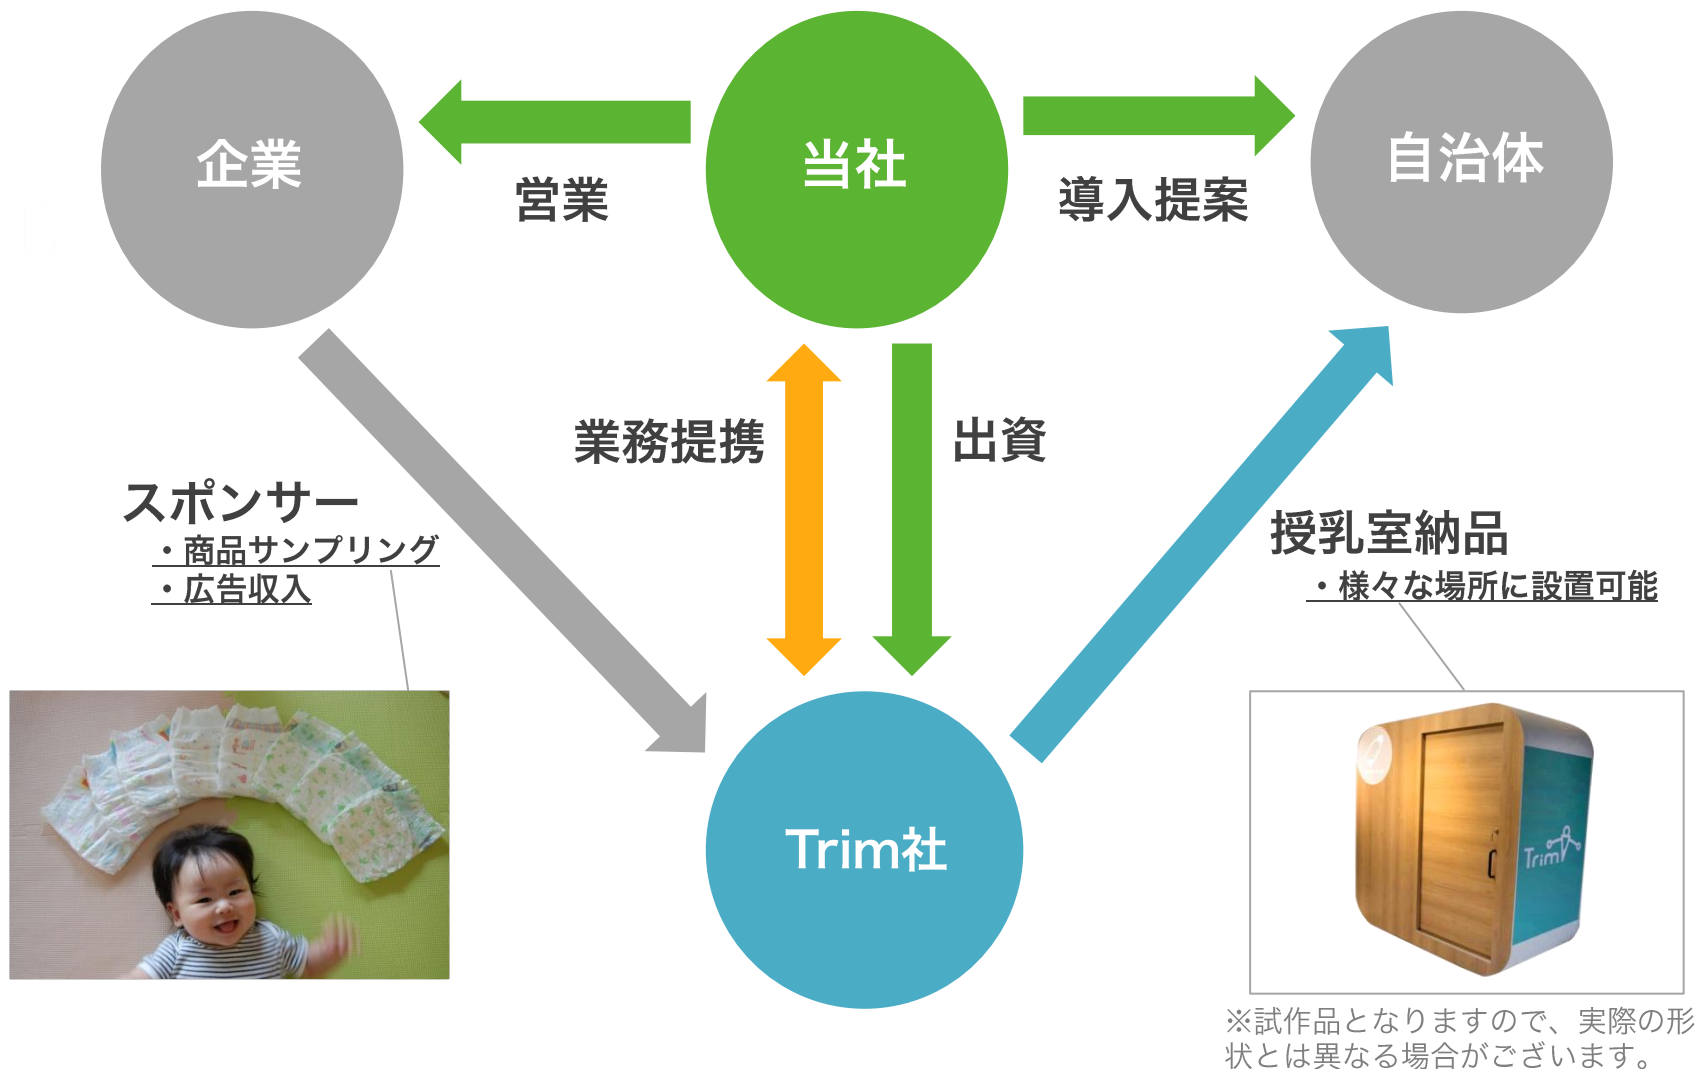 企業
当社
自治体
営業
導入提案
業務提携
出資
スポンサー
・商品サンプリング
・広告収入
授乳室納品
・様々な場所に設置可能
Trim社
Trim
※試作品となりますので、実際の形
状とは異なる場合がございます。